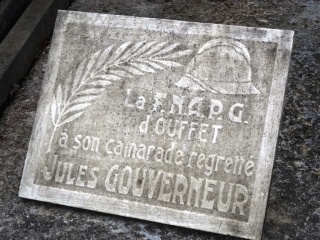 La F.N.A.P.G.
d'OUFFET
à son camarade regretté
JULES GOUVERNEUR